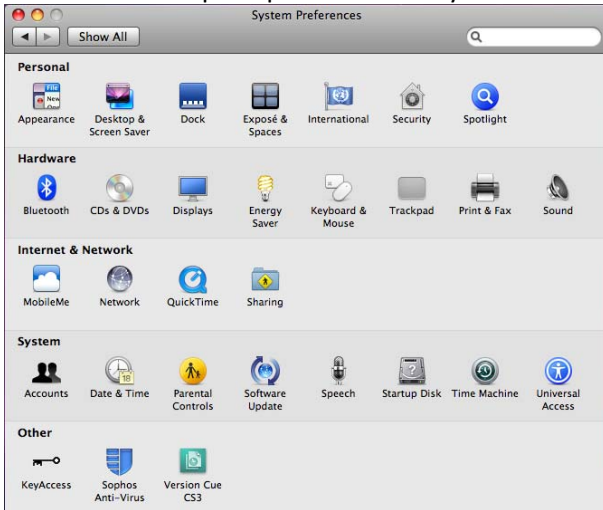 System Preferences
Show All
Personal
Appearance
Desktop &
Screen Saver
Dock
Exposé &
Spaces
International
Security
Spotlight
Hardware
Bluetooth
CDs & DVDs
Displays
Energy
Saver
Keyboard &
Mouse
Trackpad
Print & Fax
Sound
Internet & Network
MobileMe
Network
QuickTime
Sharing
System
Accounts
18
Date & Time
Parental
Controls
Software
Update
Speech
?
Startup Disk
Time Machine
Universal
Access
Other
KeyAccess
Sophos
Anti-Virus
Version Cue
CS3